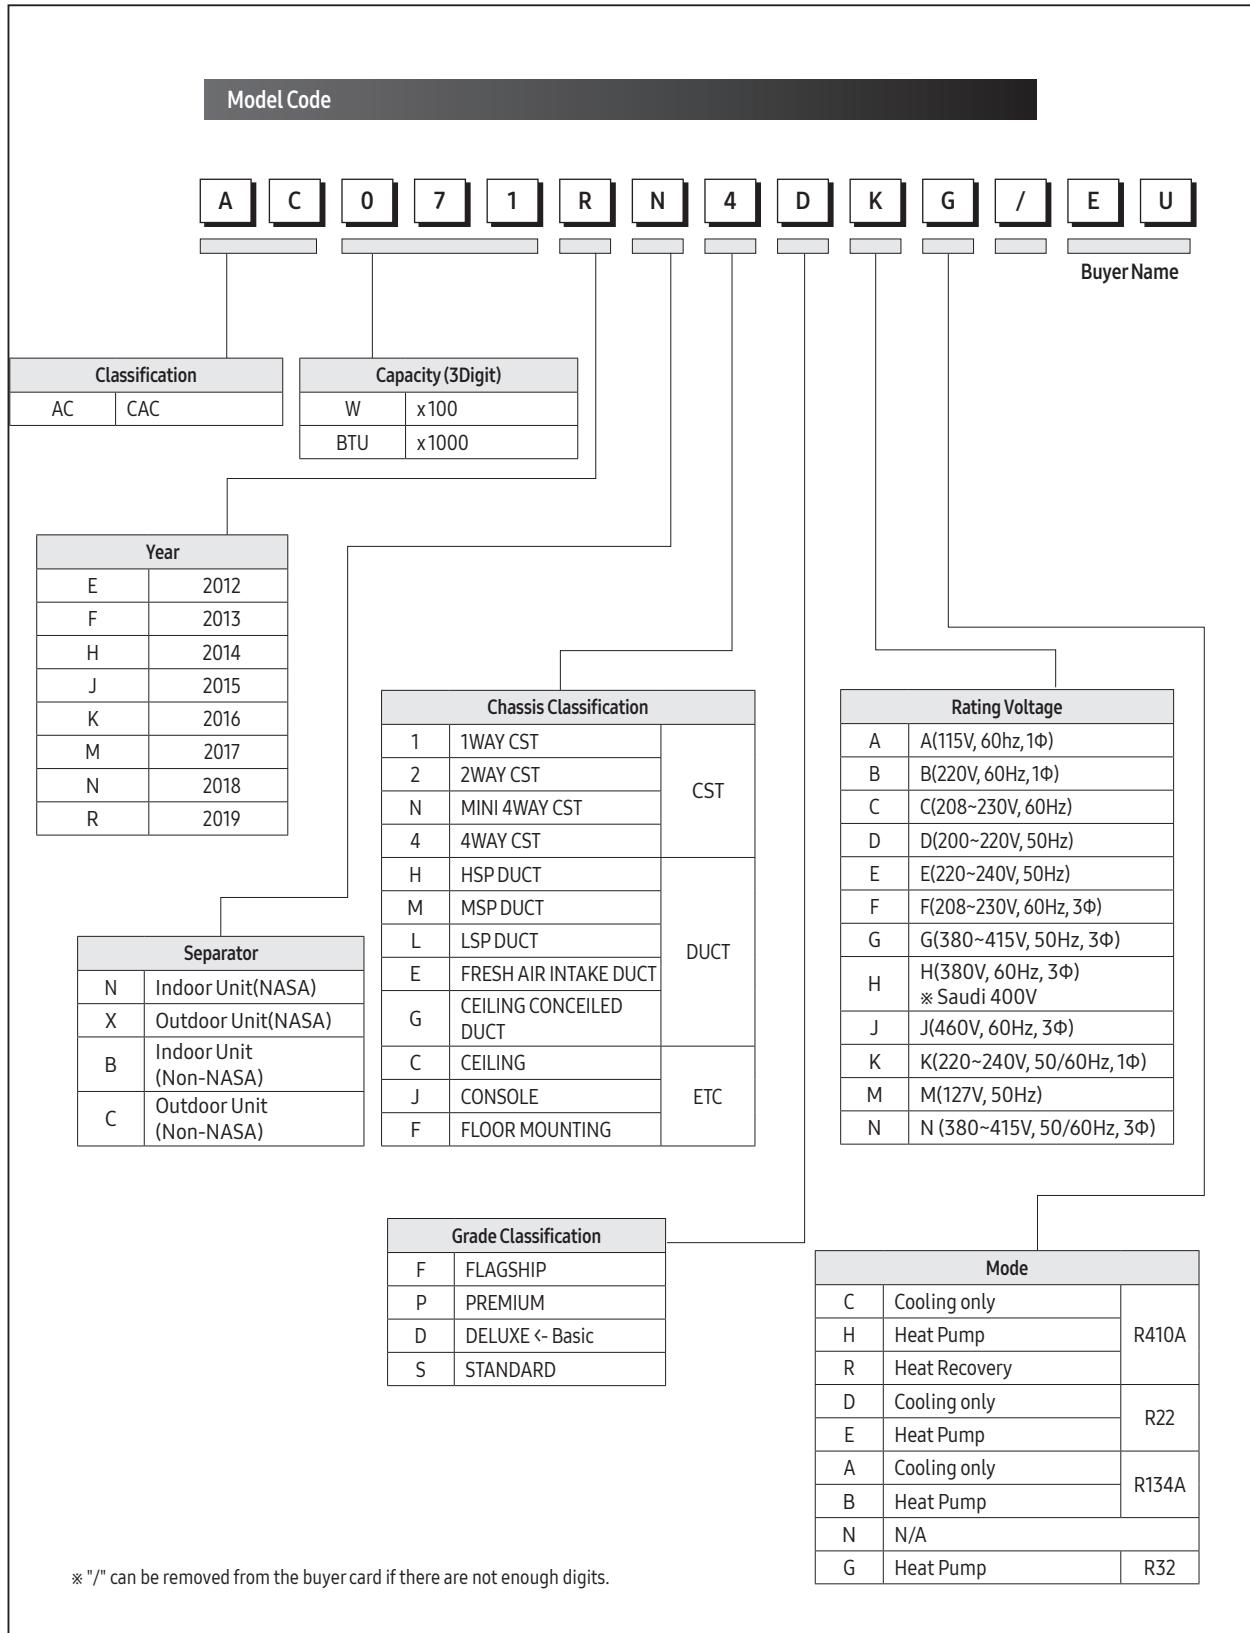 Model Code
A C 0 7 1 R N 4 D K G / E U
Buyer Name
Classification
AC CAC
Capacity (3Digit)
W x 100
BTU x 1000
Year
E 2012
F 2013
H 2014
J 2015
K 2016
M 2017
N 2018
R 2019
Separator
N Indoor Unit(NASA)
X Outdoor Unit(NASA)
B Indoor Unit
(Non-NASA)
C Outdoor Unit
(Non-NASA)
Chassis Classification
1 1WAY CST
2 2WAY CST
N MINI 4WAY CST
4 4WAY CST
CST
H HSP DUCT
M MSP DUCT
L LSP DUCT
E FRESH AIR INTAKE DUCT
G CEILING CONCEILED
DUCT
DUCT
C CEILING
J CONSOLE
F FLOOR MOUNTING
ETC
Rating Voltage
A A(115V, 60hz, 1Φ)
B B(220V, 60Hz, 1Φ)
C C(208~230V, 60Hz)
D D(200~220V, 50Hz)
E E(220~240V, 50Hz)
F F(208~230V, 60Hz, 3Φ)
G G(380~415V, 50Hz, 3Φ)
H H(380V, 60Hz, 3Φ)
※ Saudi 400V
J J(460V, 60Hz, 3Φ)
K K(220~240V, 50/60Hz, 1Φ)
M M(127V, 50Hz)
N N (380~415V, 50/60Hz, 3Φ)
Grade Classification
F FLAGSHIP
P PREMIUM
D DELUXE <- Basic
S STANDARD
Mode
C Cooling only
H Heat Pump
R Heat Recovery
R410A
D Cooling only
E Heat Pump
R22
A Cooling only
B Heat Pump
R134A
N N/A
G Heat Pump R32
※ "/" can be removed from the buyer card if there are not enough digits.